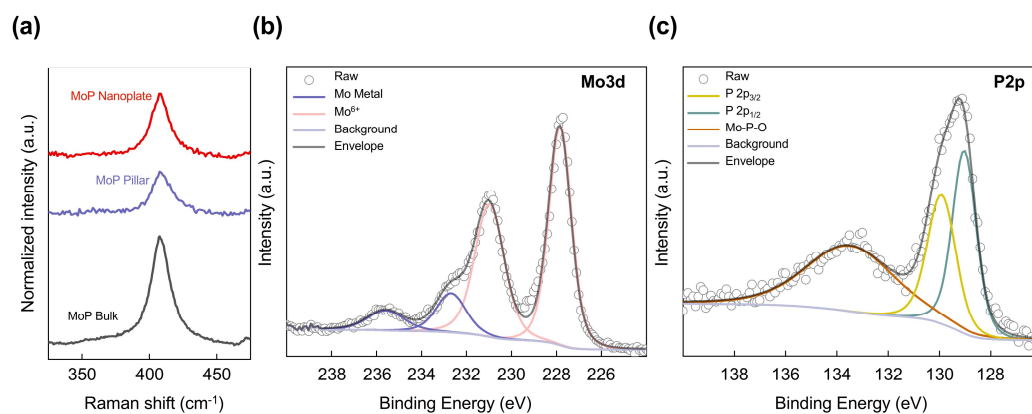 (a)
MoP Nanoplate
MoP Pillar
MoP Bulk
Normalized intensity (a.u.)
350 400 450
Raman shift (cm-1)
(b)
Raw
Mo Metal
Mo6+
Background
Envelope
Mo3d
Intensity (a.u.)
238 236 234 232 230 228 226
Binding Energy (eV)
(c)
Raw
P 2p3/2
P 2p1/2
Mo-P-O
Background
Envelope
P2p
Intensity (a.u.)
138 136 134 132 130 128
Binding Energy (eV)